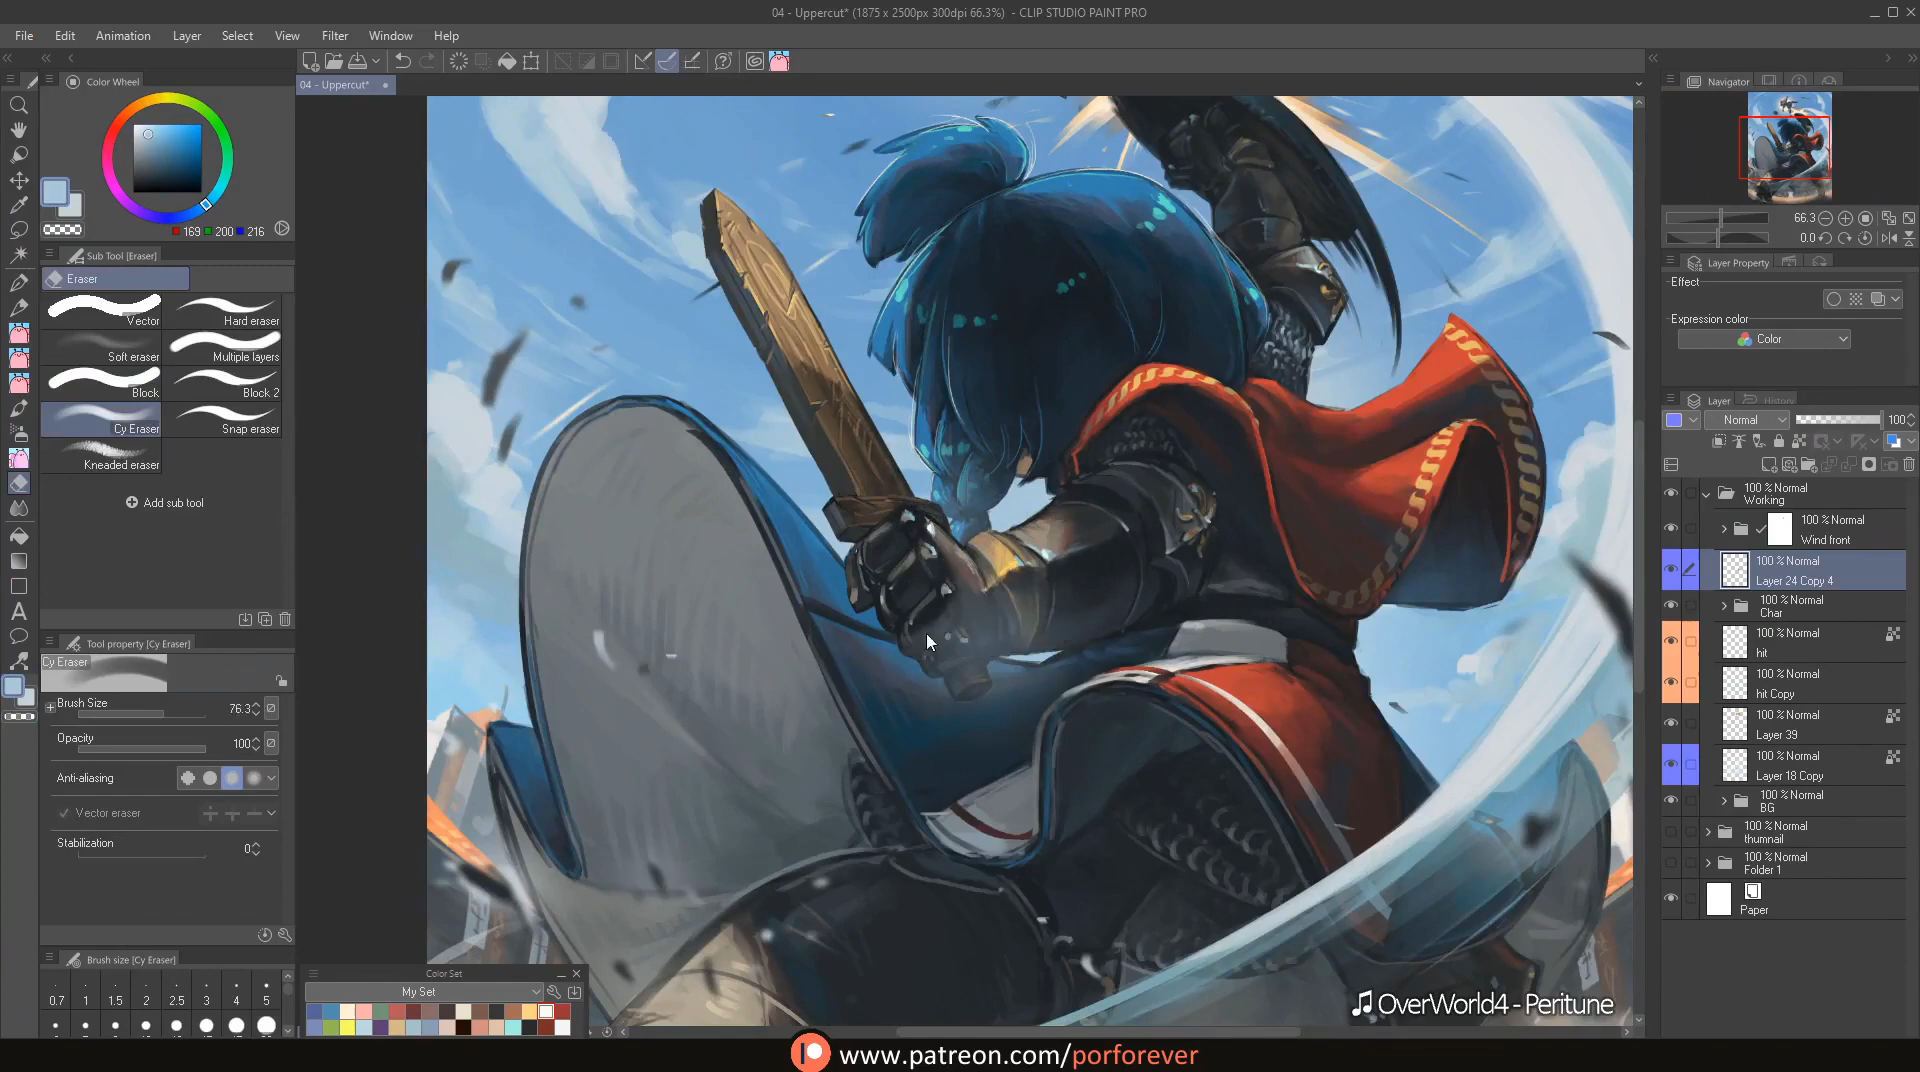 04 - Uppercut* (1875 x 2500px 300dpi 66.3%) - CLIP STUDIO PAINT PRO
File Edit Animation Layer Select View Filter Window Help
Color Wheel
04 - Uppercut*
Navigator
169 200 216
66.3
0.0
Sub Tool [Eraser]
Eraser
Vector Hard eraser
Soft eraser Multiple layers
Block Block 2
Cy Eraser Snap eraser
Kneaded eraser
Add sub tool
Layer Property
Effect
Expression color
Color
Layer History
Normal 100
100 % Normal
Working
100 % Normal
Wind front
100 % Normal
Layer 24 Copy 4
100 % Normal
Char
100 % Normal
hit
100 % Normal
hit Copy
100 % Normal
Layer 39
100 % Normal
Layer 18 Copy
100 % Normal
BG
100 % Normal
thumnail
100 % Normal
Folder 1
Paper
Tool property [Cy Eraser]
Cy Eraser
Brush Size 76.3
Opacity 100
Anti-aliasing
Vector eraser
Stabilization 0
Brush size [Cy Eraser]
0.7 1 1.5 2 2.5 3 4 5
Color Set
My Set
OverWorld4 - Peritune
www.patreon.com/porforever